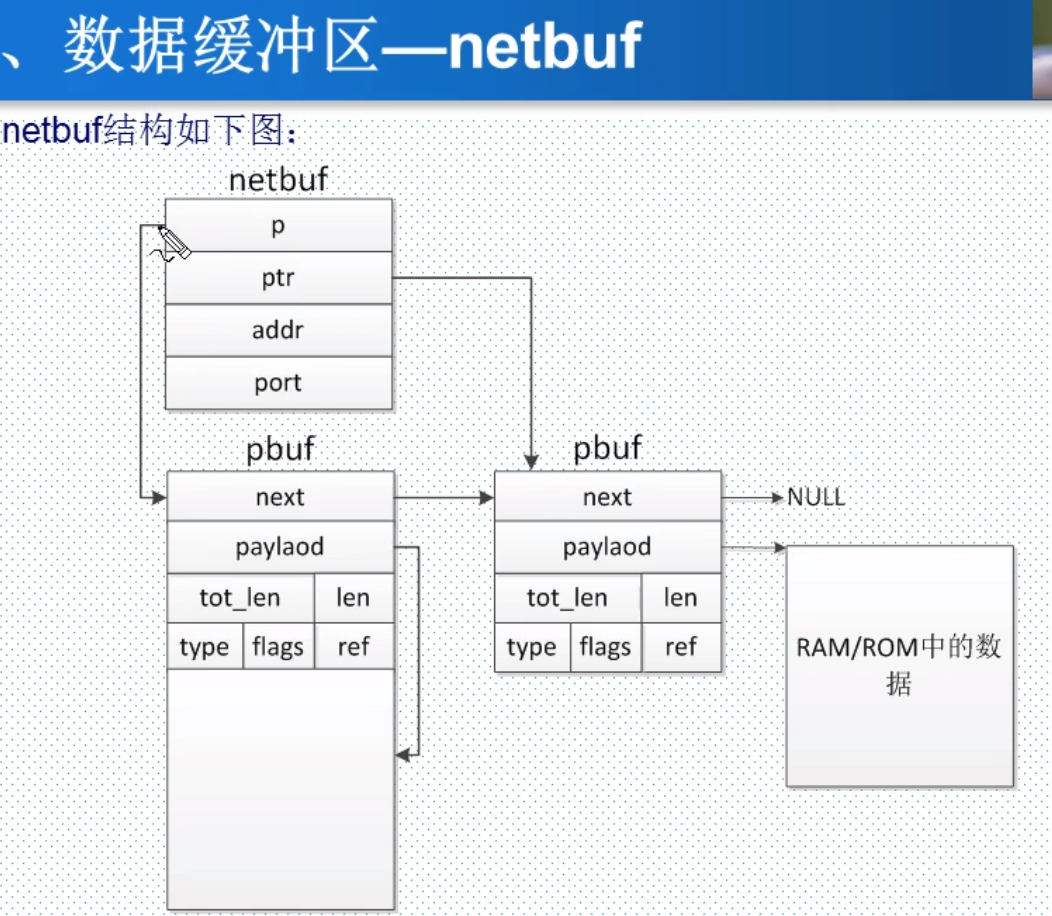 、数据缓冲区—netbuf
netbuf结构如下图：
netbuf
p
ptr
addr
port
pbuf
next
paylaod
tot_len len
type flags ref
pbuf
next
paylaod
tot_len len
type flags ref
NULL
RAM/ROM中的数
据